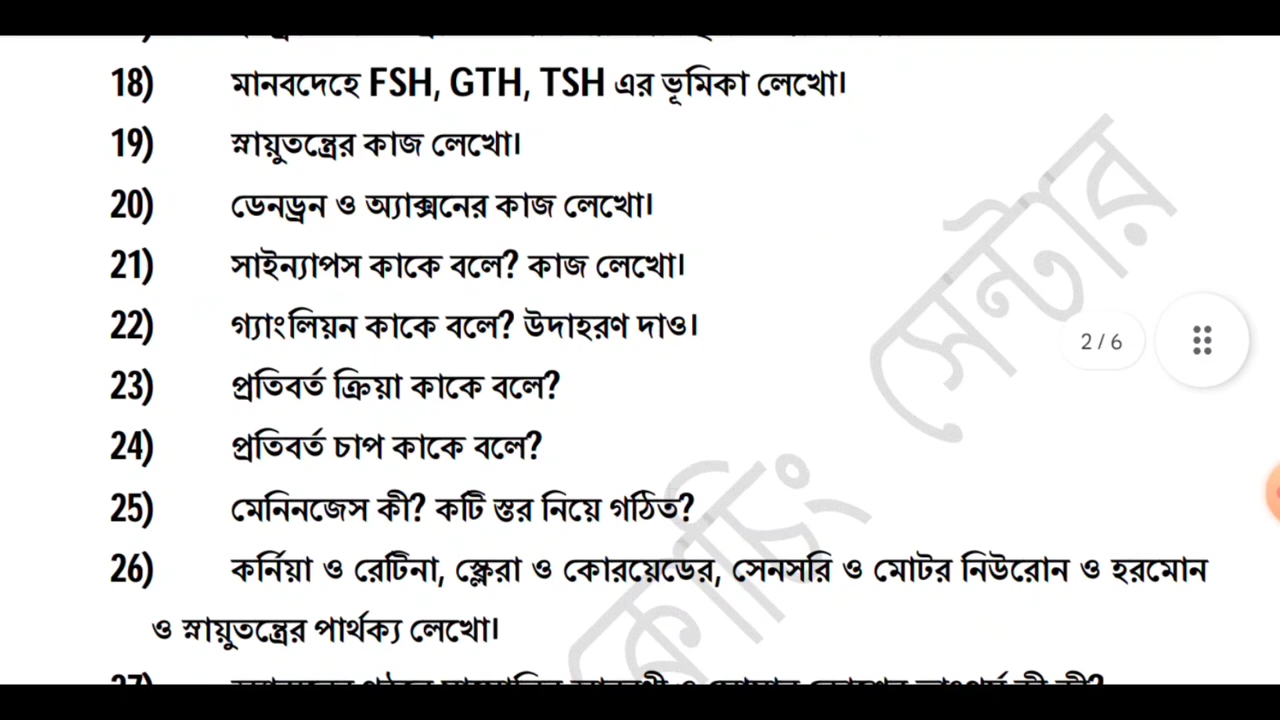 18) মানবদেহে FSH, GTH, TSH এর ভূমিকা লেখো।
19) স্নায়ুতন্ত্রের কাজ লেখো।
20) ডেনড্রন ও অ্যাক্সনের কাজ লেখো।
21) সাইন্যাপস কাকে বলে? কাজ লেখো।
22) গ্যাংলিয়ন কাকে বলে? উদাহরণ দাও।
2 / 6
23) প্রতিবর্ত ক্রিয়া কাকে বলে?
24) প্রতিবর্ত চাপ কাকে বলে?
25) মেনিনজেস কী? কটি স্তর নিয়ে গঠিত?
26) কর্নিয়া ও রেটিনা, স্ক্লেরা ও কোরয়েডের, সেনসরি ও মোটর নিউরোন ও হরমোন
ও স্নায়ুতন্ত্রের পার্থক্য লেখো।
কোচিং সেন্টার